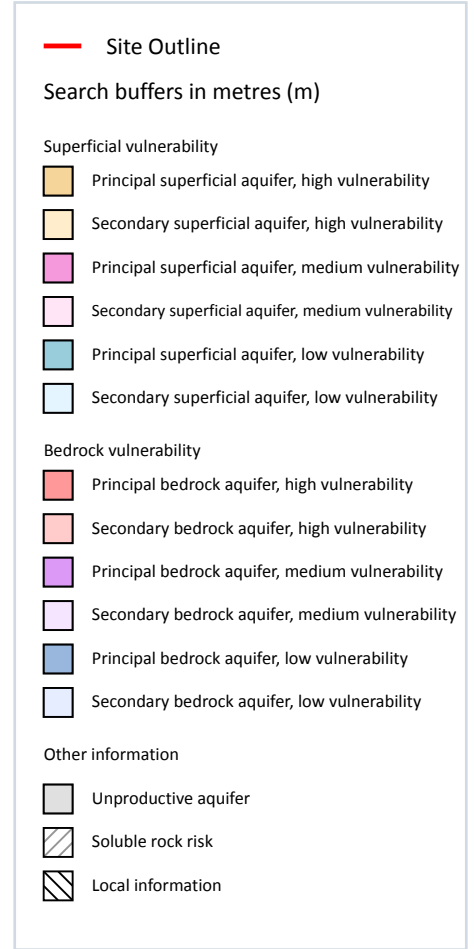 Site Outline
Search buffers in metres (m)
Superficial vulnerability
Principal superficial aquifer, high vulnerability
Secondary superficial aquifer, high vulnerability
Principal superficial aquifer, medium vulnerability
Secondary superficial aquifer, medium vulnerability
Principal superficial aquifer, low vulnerability
Secondary superficial aquifer, low vulnerability
Bedrock vulnerability
Principal bedrock aquifer, high vulnerability
Secondary bedrock aquifer, high vulnerability
Principal bedrock aquifer, medium vulnerability
Secondary bedrock aquifer, medium vulnerability
Principal bedrock aquifer, low vulnerability
Secondary bedrock aquifer, low vulnerability
Other information
Unproductive aquifer
Soluble rock risk
Local information